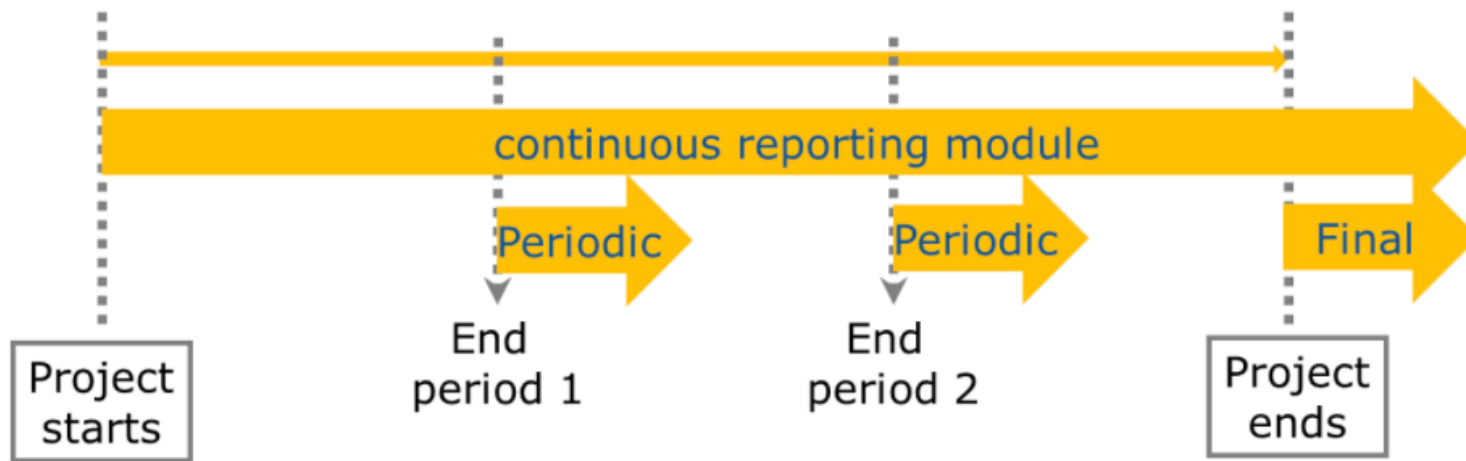 continuous reporting module
Periodic
Periodic
Final
End
period 1
End
period 2
Project
starts
Project
ends